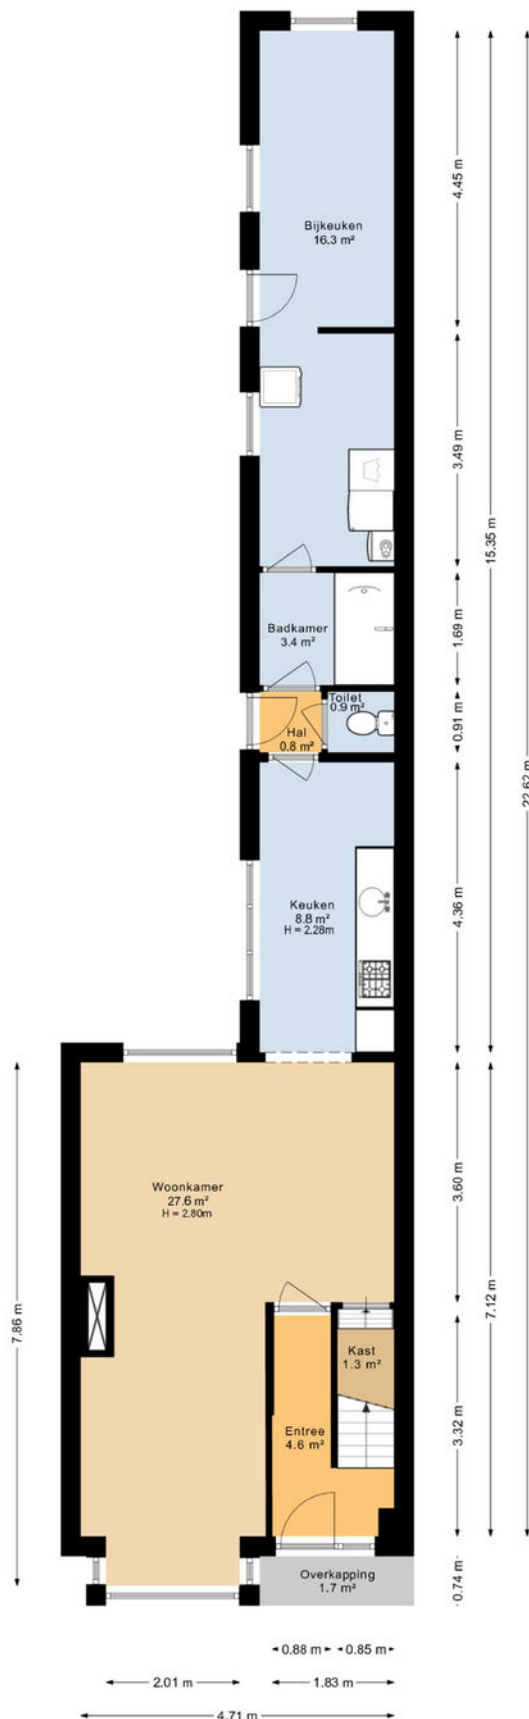 Bijkeuken
16.3 m²
4.45 m
3.49 m
15.35 m
Badkamer
3.4 m²
1.69 m
Toilet
0.9 m²
Hal
0.8 m²
0.91 m
22.62 m
Keuken
8.8 m²
H = 2.28m
4.36 m
Woonkamer
27.6 m²
H = 2.80m
3.60 m
7.86 m
7.12 m
Kast
1.3 m²
Entree
4.6 m²
3.32 m
Overkapping
1.7 m²
0.74 m
0.88 m
0.85 m
2.01 m
1.83 m
4.71 m